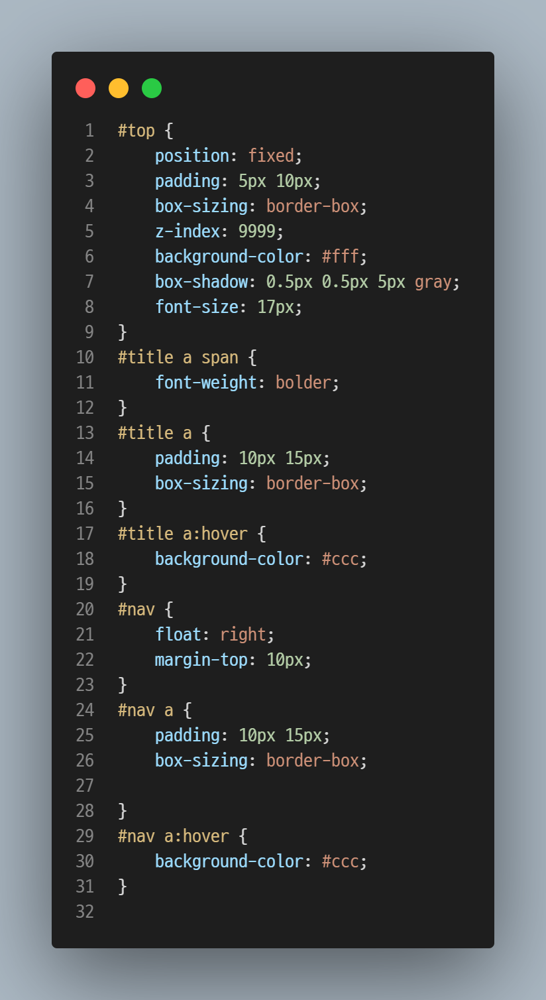 1 #top {
2     position: fixed;
3     padding: 5px 10px;
4     box-sizing: border-box;
5     z-index: 9999;
6     background-color: #fff;
7     box-shadow: 0.5px 0.5px 5px gray;
8     font-size: 17px;
9 }
10 #title a span {
11     font-weight: bolder;
12 }
13 #title a {
14     padding: 10px 15px;
15     box-sizing: border-box;
16 }
17 #title a:hover {
18     background-color: #ccc;
19 }
20 #nav {
21     float: right;
22     margin-top: 10px;
23 }
24 #nav a {
25     padding: 10px 15px;
26     box-sizing: border-box;
27
28 }
29 #nav a:hover {
30     background-color: #ccc;
31 }
32